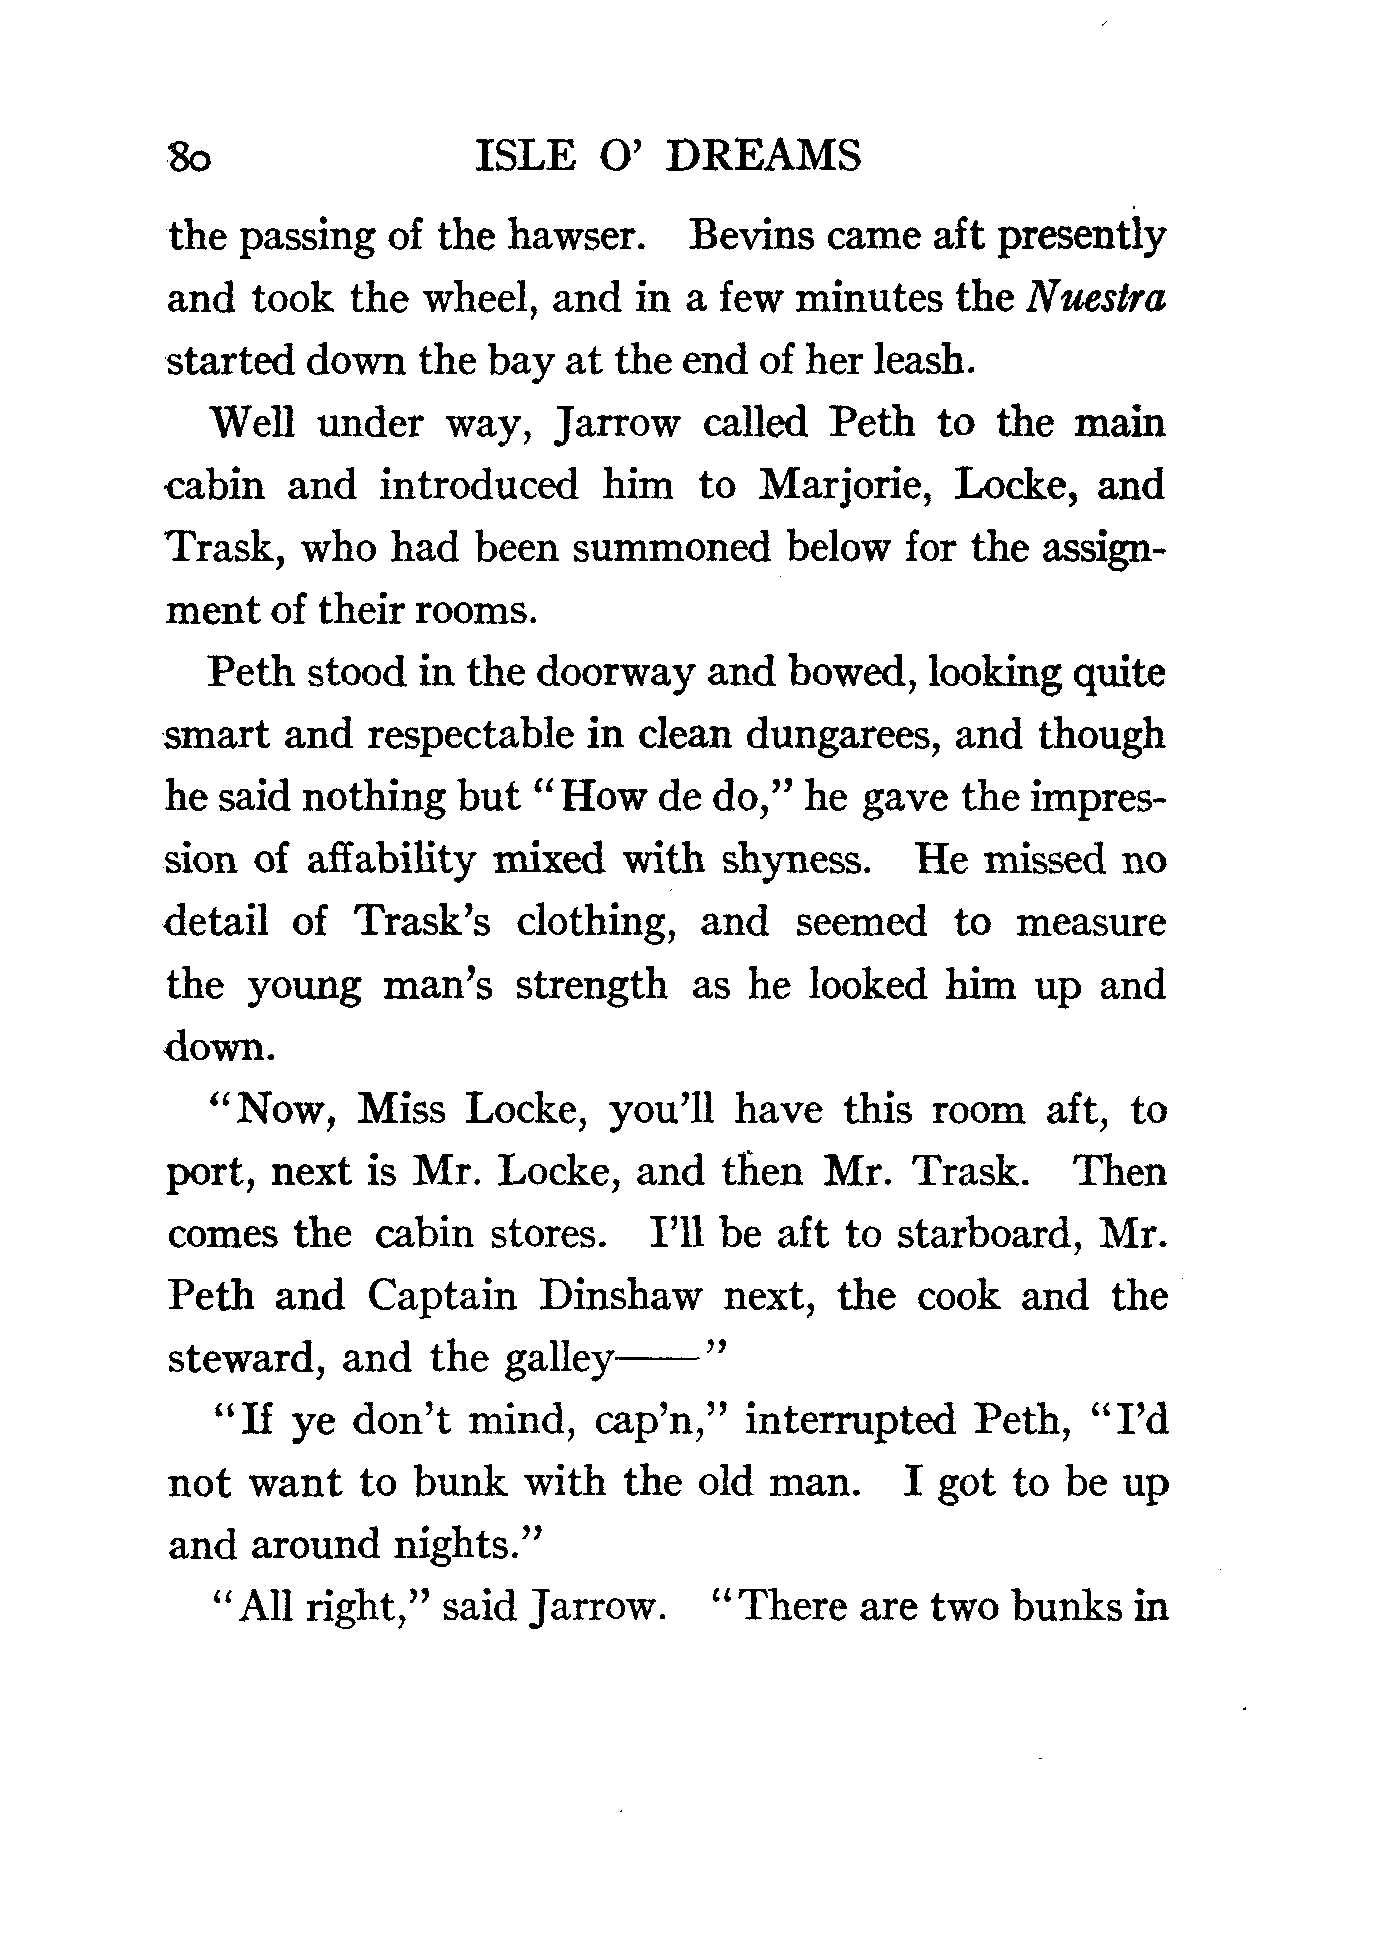 80 ISLE O' DREAMS
the passing of the hawser. Bevins came aft presently
and took the wheel, and in a few minutes the Nuestra
started down the bay at the end of her leash.
Well under way, Jarrow called Peth to the main
cabin and introduced him to Marjorie, Locke, and
Trask, who had been summoned below for the assign-
ment of their rooms.
Peth stood in the doorway and bowed, looking quite
smart and respectable in clean dungarees, and though
he said nothing but "How de do," he gave the impres-
sion of affability mixed with shyness. He missed no
detail of Trask's clothing, and seemed to measure
the young man's strength as he looked him up and
down.
"Now, Miss Locke, you'll have this room aft, to
port, next is Mr. Locke, and then Mr. Trask. Then
comes the cabin stores. I'll be aft to starboard, Mr.
Peth and Captain Dinshaw next, the cook and the
steward, and the galley——"
"If ye don't mind, cap'n," interrupted Peth, "I'd
not want to bunk with the old man. I got to be up
and around nights."
"All right," said Jarrow. "There are two bunks in